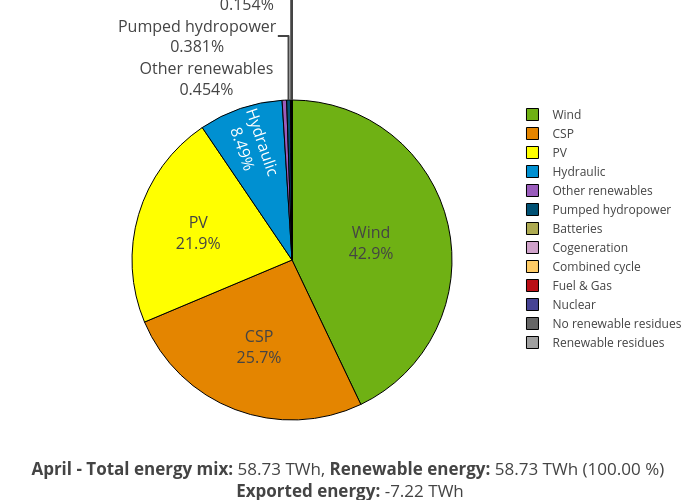 0.154%
Pumped hydropower
0.381%
Other renewables
0.454%
Hydraulic
8.49%
PV
21.9%
Wind
42.9%
CSP
25.7%
Wind
CSP
PV
Hydraulic
Other renewables
Pumped hydropower
Batteries
Cogeneration
Combined cycle
Fuel & Gas
Nuclear
No renewable residues
Renewable residues
April - Total energy mix: 58.73 TWh, Renewable energy: 58.73 TWh (100.00 %)
Exported energy: -7.22 TWh